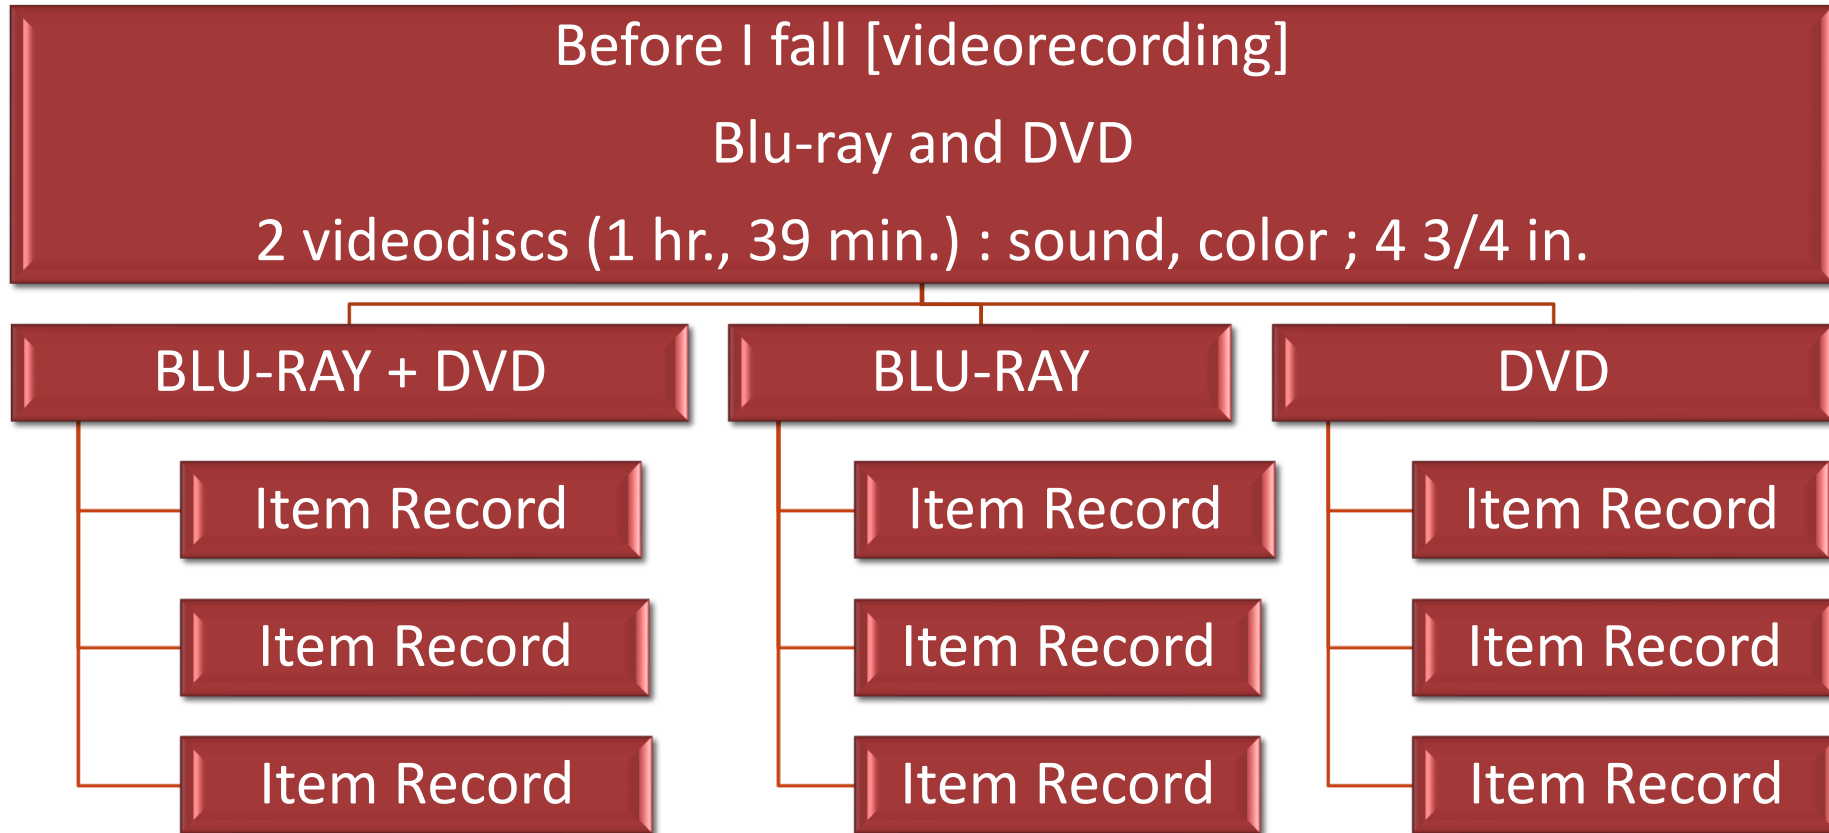 Before I fall [videorecording]
Blu-ray and DVD
2 videodiscs (1 hr., 39 min.) : sound, color ; 4 3/4 in.
BLU-RAY + DVD
Item Record
Item Record
Item Record
BLU-RAY
Item Record
Item Record
Item Record
DVD
Item Record
Item Record
Item Record